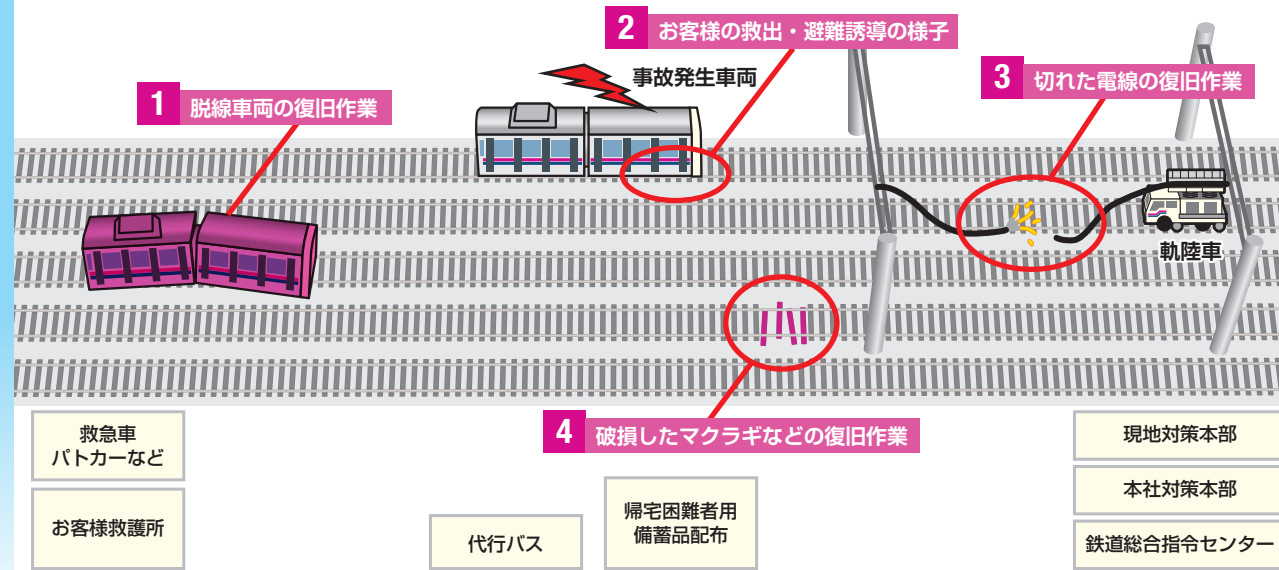 2 お客様の救出・避難誘導の様子
事故発生車両
3 切れた電線の復旧作業
1 脱線車両の復旧作業
軌陸車
4 破損したマクラギなどの復旧作業
救急車
パトカーなど
お客様救護所
代行バス
帰宅困難者用
備蓄品配布
現地対策本部
本社対策本部
鉄道総合指令センター